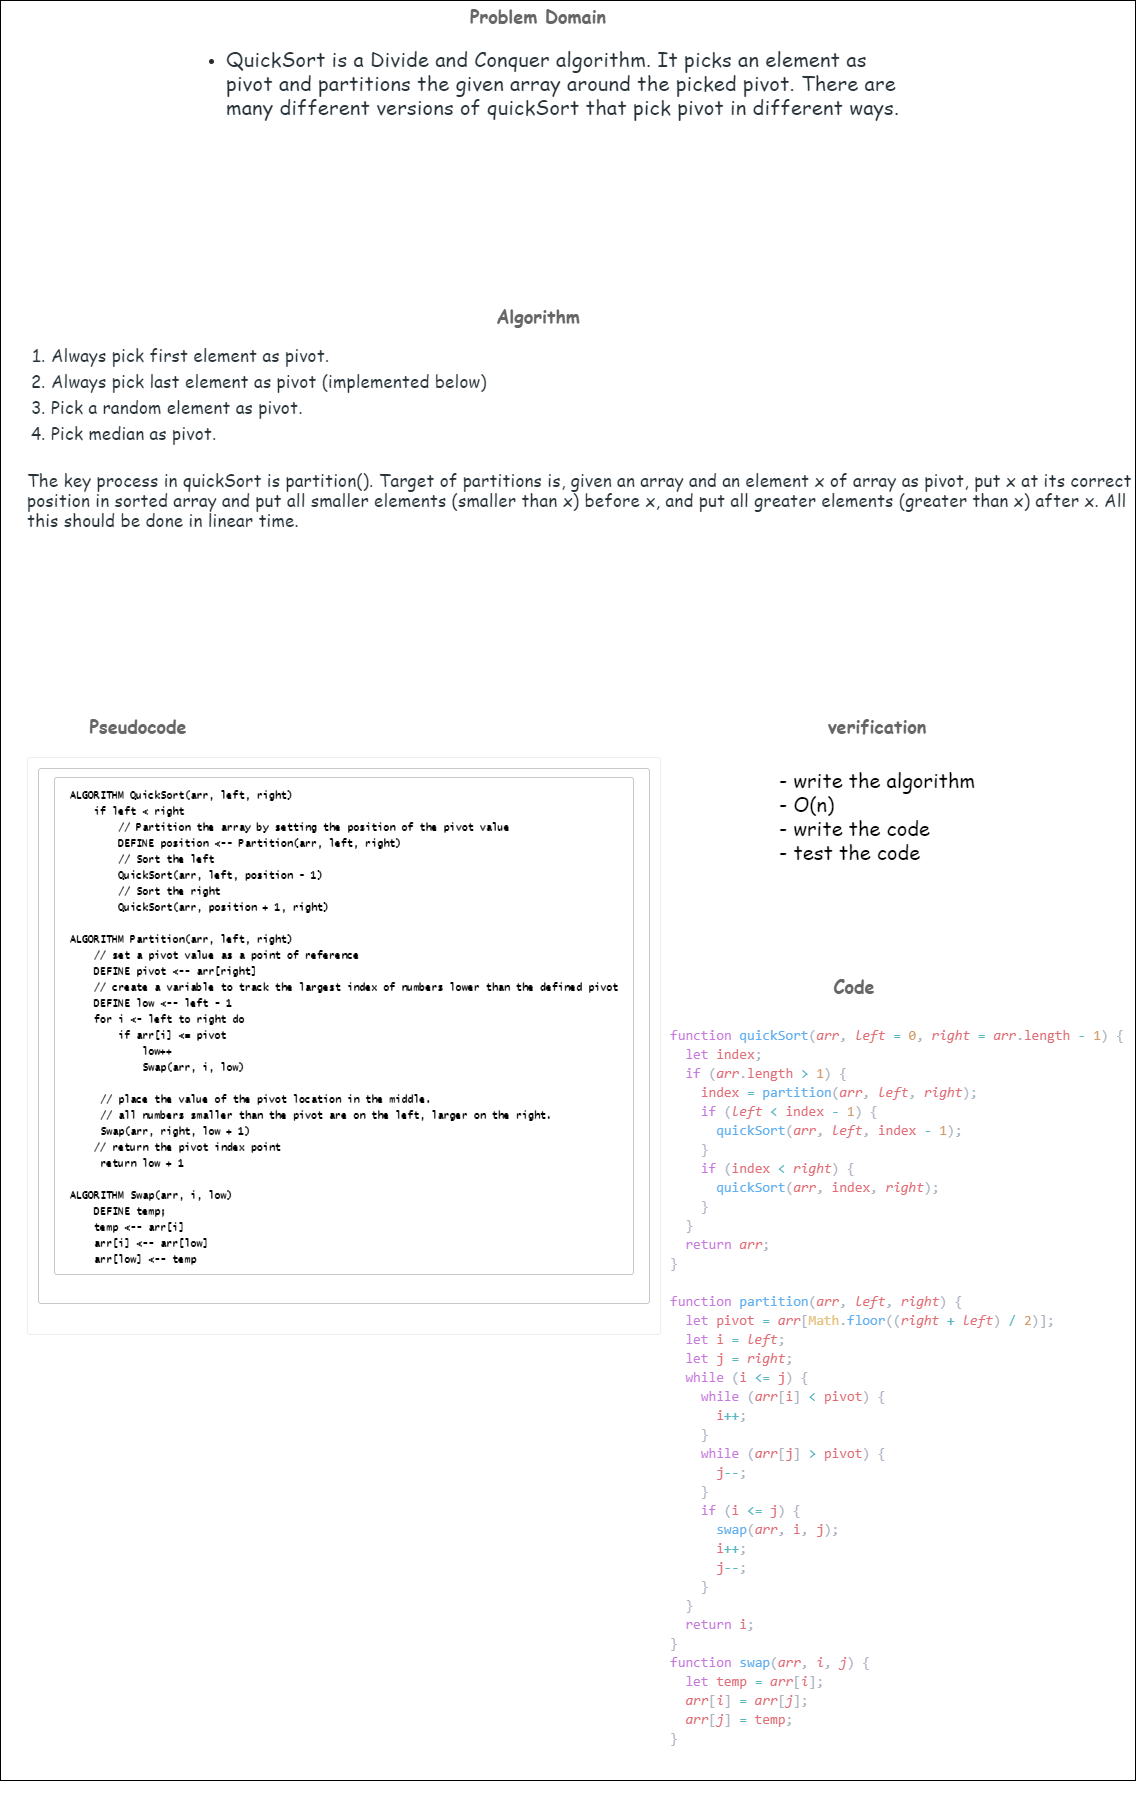 Problem Domain
• QuickSort is a Divide and Conquer algorithm. It picks an element as
pivot and partitions the given array around the picked pivot. There are
many different versions of quickSort that pick pivot in different ways.
Algorithm
1. Always pick first element as pivot.
2. Always pick last element as pivot (implemented below)
3. Pick a random element as pivot.
4. Pick median as pivot.
The key process in quickSort is partition(). Target of partitions is, given an array and an element x of array as pivot, put x at its correct
position in sorted array and put all smaller elements (smaller than x) before x, and put all greater elements (greater than x) after x. All
this should be done in linear time.
Pseudocode
ALGORITHM QuickSort(arr, left, right)
    if left < right
        // Partition the array by setting the position of the pivot value
        DEFINE position <-- Partition(arr, left, right)
        // Sort the left
        QuickSort(arr, left, position - 1)
        // Sort the right
        QuickSort(arr, position + 1, right)
ALGORITHM Partition(arr, left, right)
    // set a pivot value as a point of reference
    DEFINE pivot <-- arr[right]
    // create a variable to track the largest index of numbers lower than the defined pivot
    DEFINE low <-- left - 1
    for i <- left to right do
        if arr[i] <= pivot
            low++
            Swap(arr, i, low)
     // place the value of the pivot location in the middle.
     // all numbers smaller than the pivot are on the left, larger on the right.
     Swap(arr, right, low + 1)
    // return the pivot index point
     return low + 1
ALGORITHM Swap(arr, i, low)
    DEFINE temp;
    temp <-- arr[i]
    arr[i] <-- arr[low]
    arr[low] <-- temp
verification
- write the algorithm
- O(n)
- write the code
- test the code
Code
function quickSort(arr, left = 0, right = arr.length - 1) {
  let index;
  if (arr.length > 1) {
    index = partition(arr, left, right);
    if (left < index - 1) {
      quickSort(arr, left, index - 1);
    }
    if (index < right) {
      quickSort(arr, index, right);
    }
  }
  return arr;
}
function partition(arr, left, right) {
  let pivot = arr[Math.floor((right + left) / 2)];
  let i = left;
  let j = right;
  while (i <= j) {
    while (arr[i] < pivot) {
      i++;
    }
    while (arr[j] > pivot) {
      j--;
    }
    if (i <= j) {
      swap(arr, i, j);
      i++;
      j--;
    }
  }
  return i;
}
function swap(arr, i, j) {
  let temp = arr[i];
  arr[i] = arr[j];
  arr[j] = temp;
}